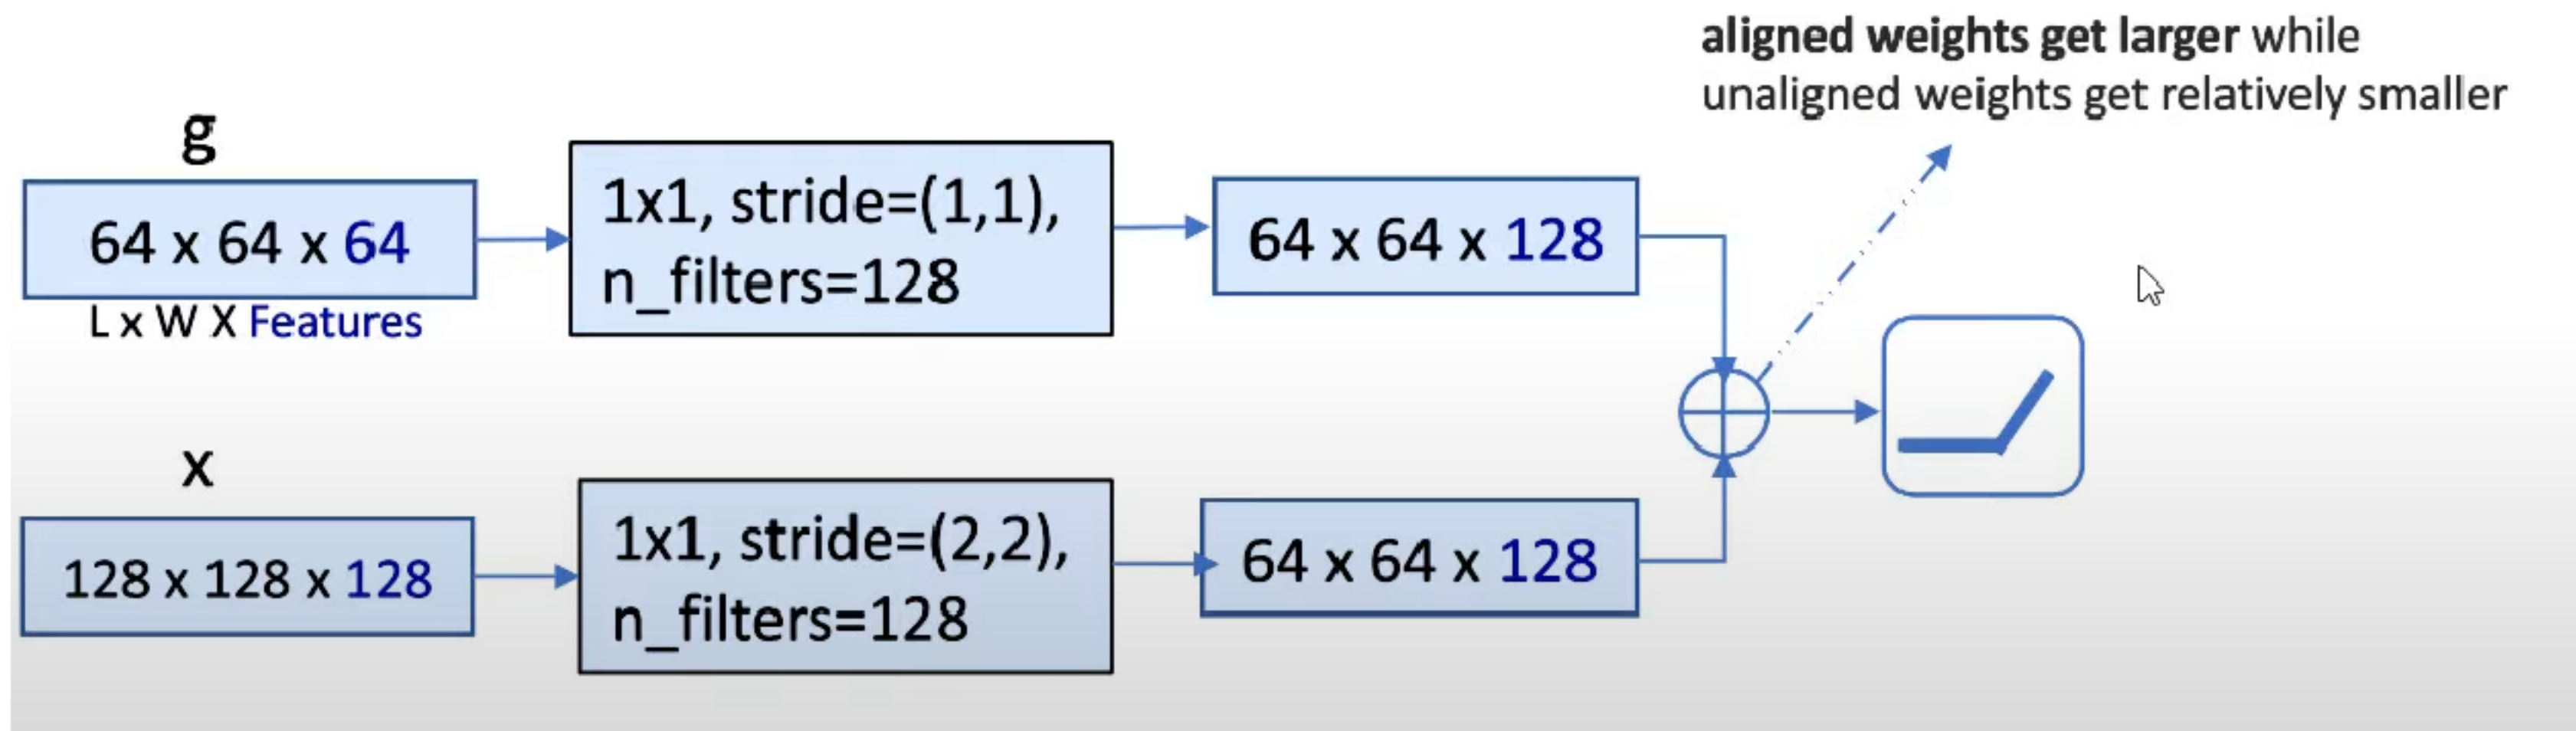 aligned weights get larger while
unaligned weights get relatively smaller
g
64 x 64 x 64
L x W X Features
1x1, stride=(1,1),
n_filters=128
64 x 64 x 128
x
128 x 128 x 128
1x1, stride=(2,2),
n_filters=128
64 x 64 x 128